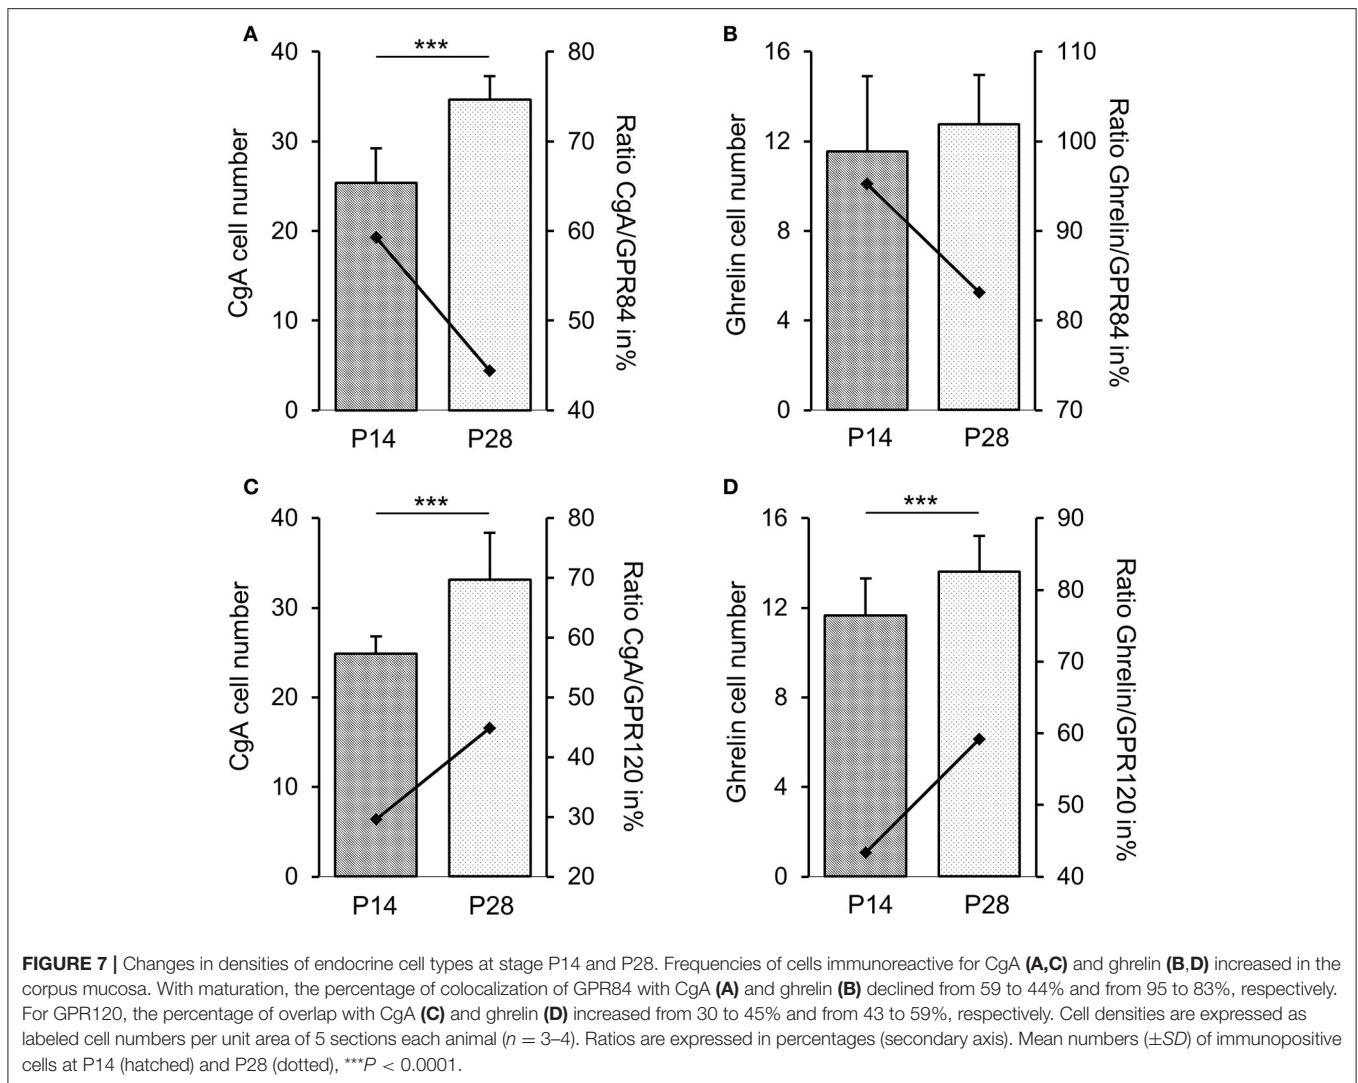 A
***
40
30
20
10
0
CgA cell number
80
70
60
50
40
Ratio CgA/GPR84 in%
P14
P28
B
16
12
8
4
0
Ghrelin cell number
110
100
90
80
70
Ratio Ghrelin/GPR84 in%
P14
P28
C
***
40
30
20
10
0
CgA cell number
80
70
60
50
40
30
20
Ratio CgA/GPR120 in%
P14
P28
D
***
16
12
8
4
0
Ghrelin cell number
90
80
70
60
50
40
Ratio Ghrelin/GPR120 in%
P14
P28
FIGURE 7 | Changes in densities of endocrine cell types at stage P14 and P28. Frequencies of cells immunoreactive for CgA (A,C) and ghrelin (B,D) increased in the
corpus mucosa. With maturation, the percentage of colocalization of GPR84 with CgA (A) and ghrelin (B) declined from 59 to 44% and from 95 to 83%, respectively.
For GPR120, the percentage of overlap with CgA (C) and ghrelin (D) increased from 30 to 45% and from 43 to 59%, respectively. Cell densities are expressed as
labeled cell numbers per unit area of 5 sections each animal (n = 3–4). Ratios are expressed in percentages (secondary axis). Mean numbers (±SD) of immunopositive
cells at P14 (hatched) and P28 (dotted), ***P < 0.0001.